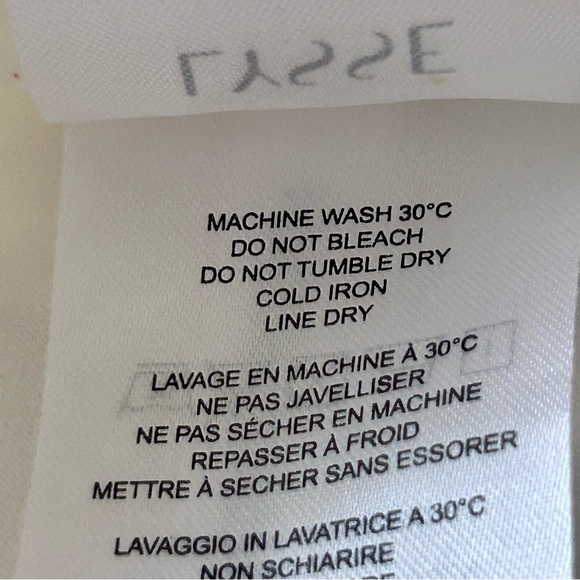 LYSSE
MACHINE WASH 30°C
DO NOT BLEACH
DO NOT TUMBLE DRY
COLD IRON
LINE DRY
LAVAGE EN MACHINE À 30°C
NE PAS JAVELLISER
NE PAS SÉCHER EN MACHINE
REPASSER À FROID
METTRE À SECHER SANS ESSORER
LAVAGGIO IN LAVATRICE A 30°C
NON SCHIARIRE